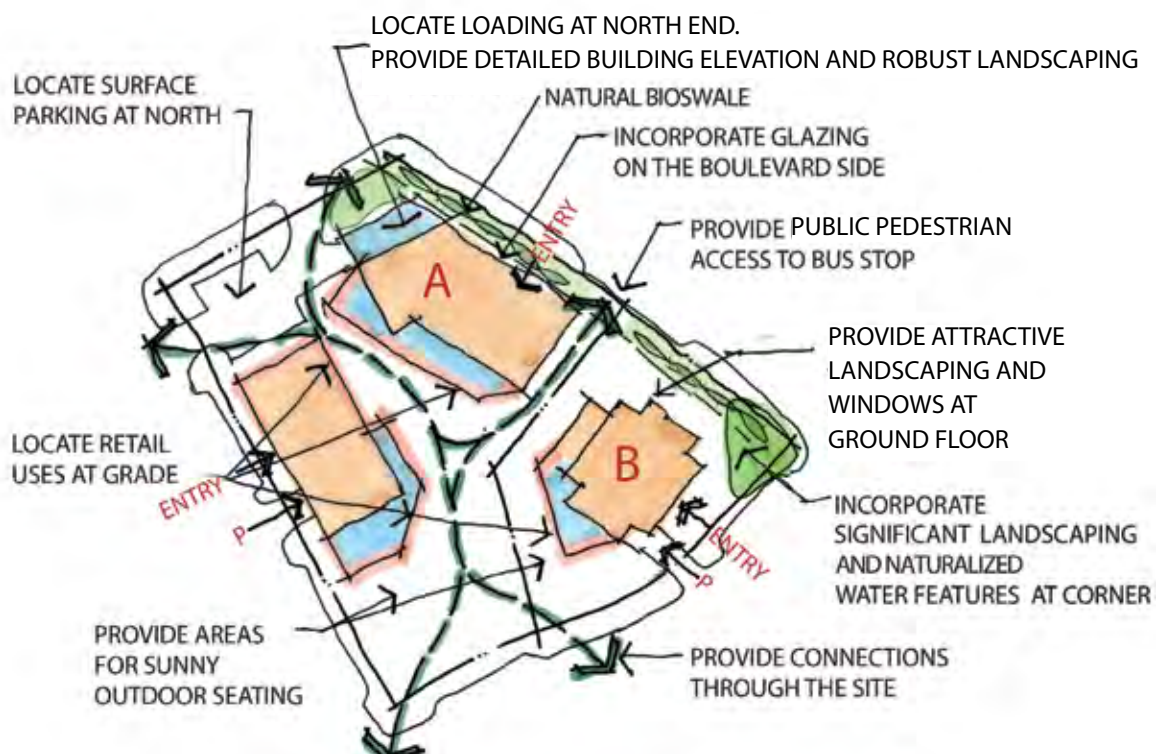 LOCATE LOADING AT NORTH END.
PROVIDE DETAILED BUILDING ELEVATION AND ROBUST LANDSCAPING
LOCATE SURFACE
PARKING AT NORTH
NATURAL BIOSWALE
INCORPORATE GLAZING
ON THE BOULEVARD SIDE
ENTRY
PROVIDE PUBLIC PEDESTRIAN
ACCESS TO BUS STOP
A
PROVIDE ATTRACTIVE
LANDSCAPING AND
WINDOWS AT
GROUND FLOOR
LOCATE RETAIL
USES AT GRADE
ENTRY
P
B
INCORPORATE
SIGNIFICANT LANDSCAPING
AND NATURALIZED
WATER FEATURES AT CORNER
ENTRY
P
PROVIDE AREAS
FOR SUNNY
OUTDOOR SEATING
PROVIDE CONNECTIONS
THROUGH THE SITE